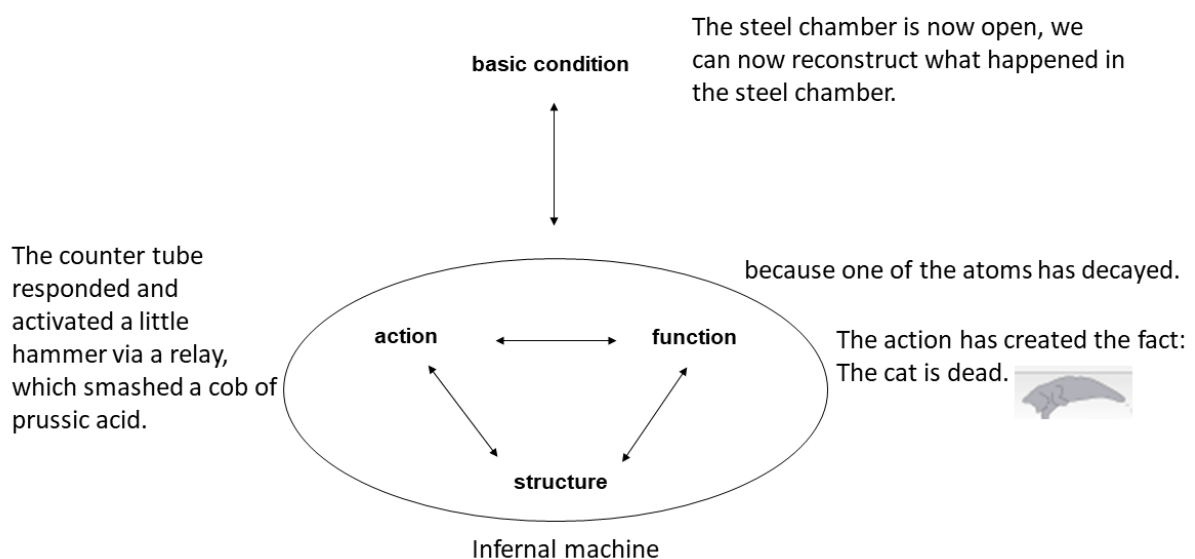 The steel chamber is now open, we
can now reconstruct what happened in
the steel chamber.
basic condition
The counter tube
responded and
activated a little
hammer via a relay,
which smashed a cob of
prussic acid.
because one of the atoms has decayed.
action
function
The action has created the fact:
The cat is dead.
structure
Infernal machine